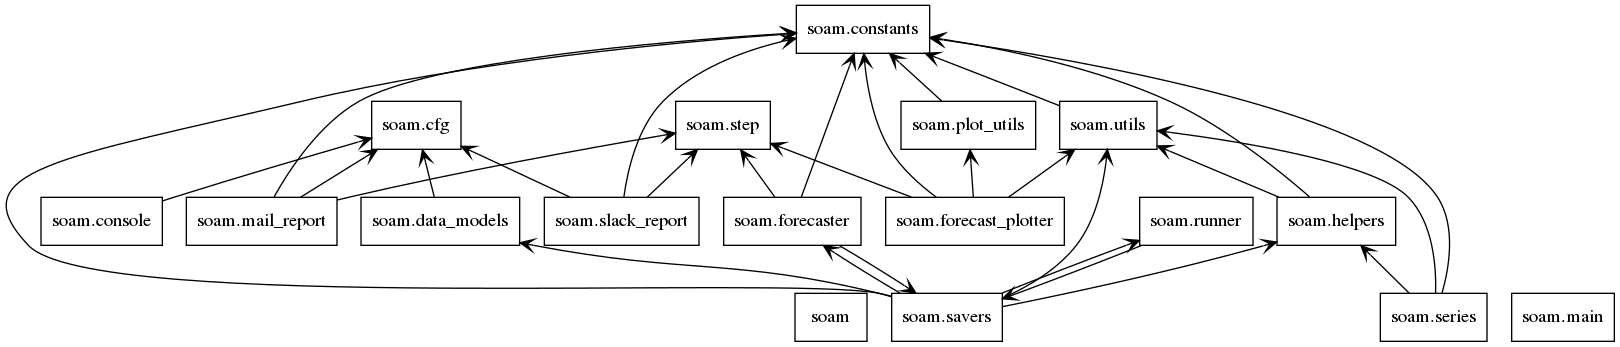 soam.constants
soam.cfg
soam.step
soam.plot_utils
soam.utils
soam.console
soam.mail_report
soam.data_models
soam.slack_report
soam.forecaster
soam.forecast_plotter
soam.runner
soam.helpers
soam
soam.savers
soam.series
soam.main